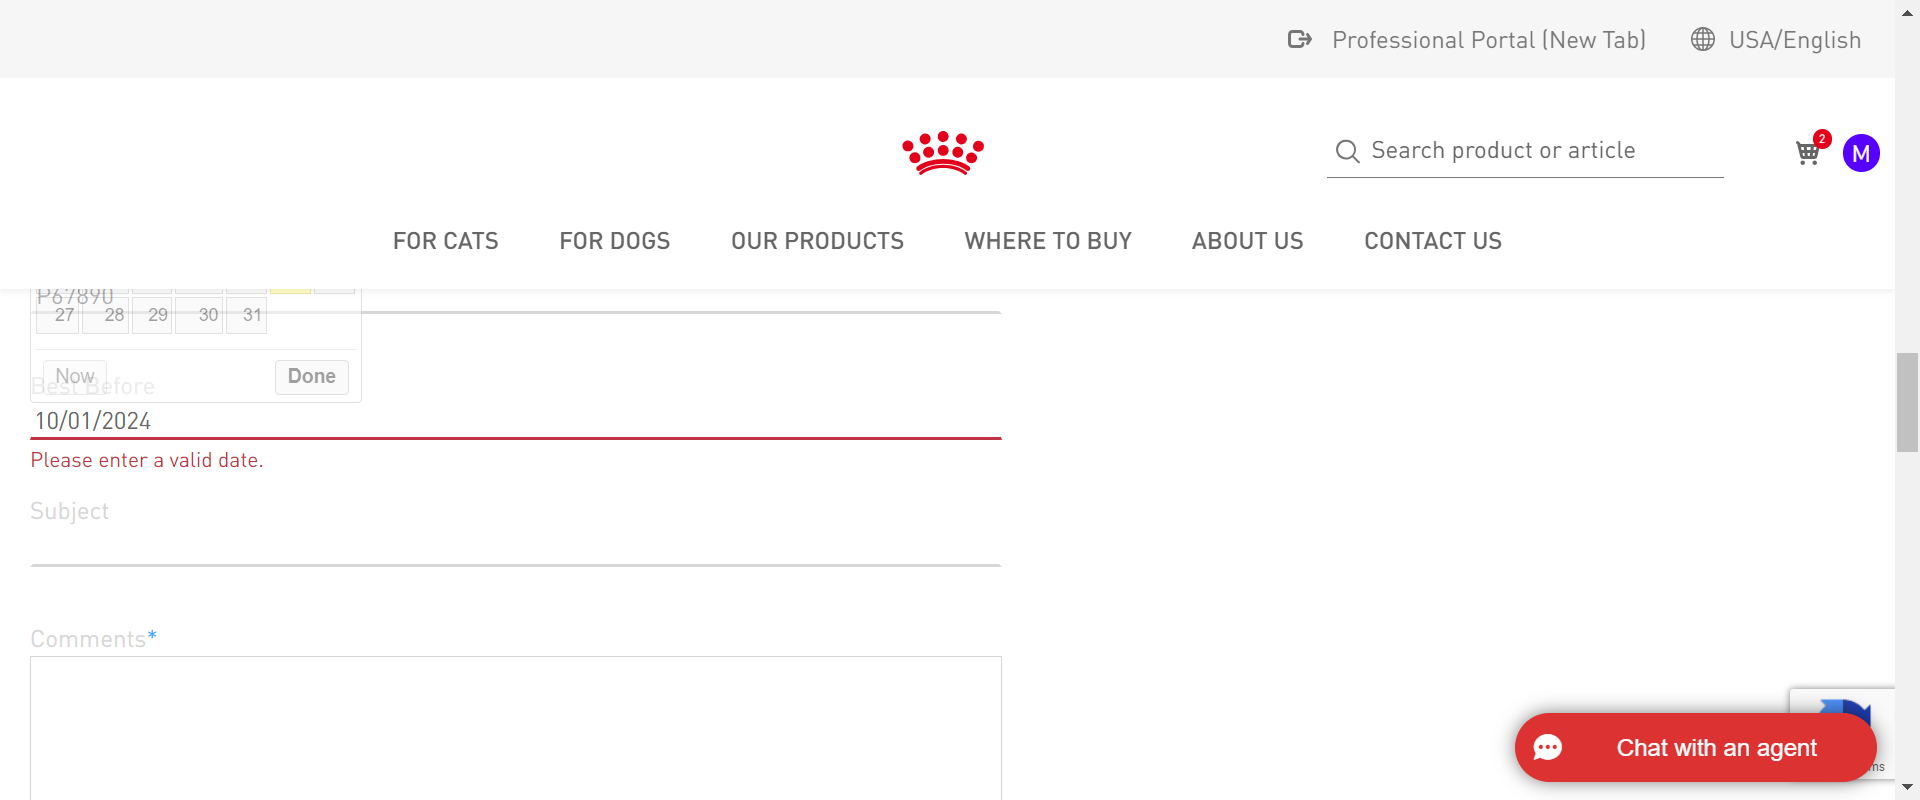 Professional Portal (New Tab) USA/English
Search product or article 2 M
FOR CATS FOR DOGS OUR PRODUCTS WHERE TO BUY ABOUT US CONTACT US
P67890
27 28 29 30 31
Now Done
Best Before
10/01/2024
Please enter a valid date.
Subject
Comments*
Chat with an agent